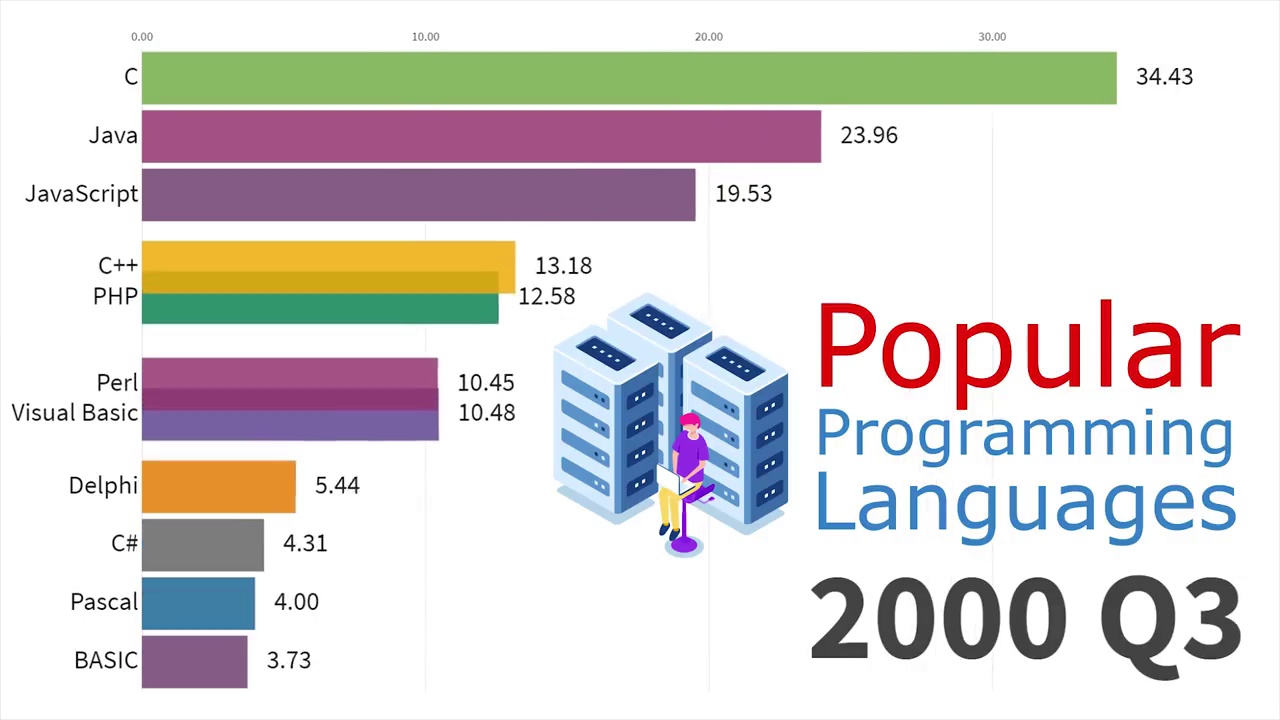 0.00 10.00 20.00 30.00
C 34.43
Java 23.96
JavaScript 19.53
C++ 13.18
PHP 12.58
Perl 10.45
Visual Basic 10.48
Delphi 5.44
C# 4.31
Pascal 4.00
BASIC 3.73
Popular
Programming
Languages
2000 Q3